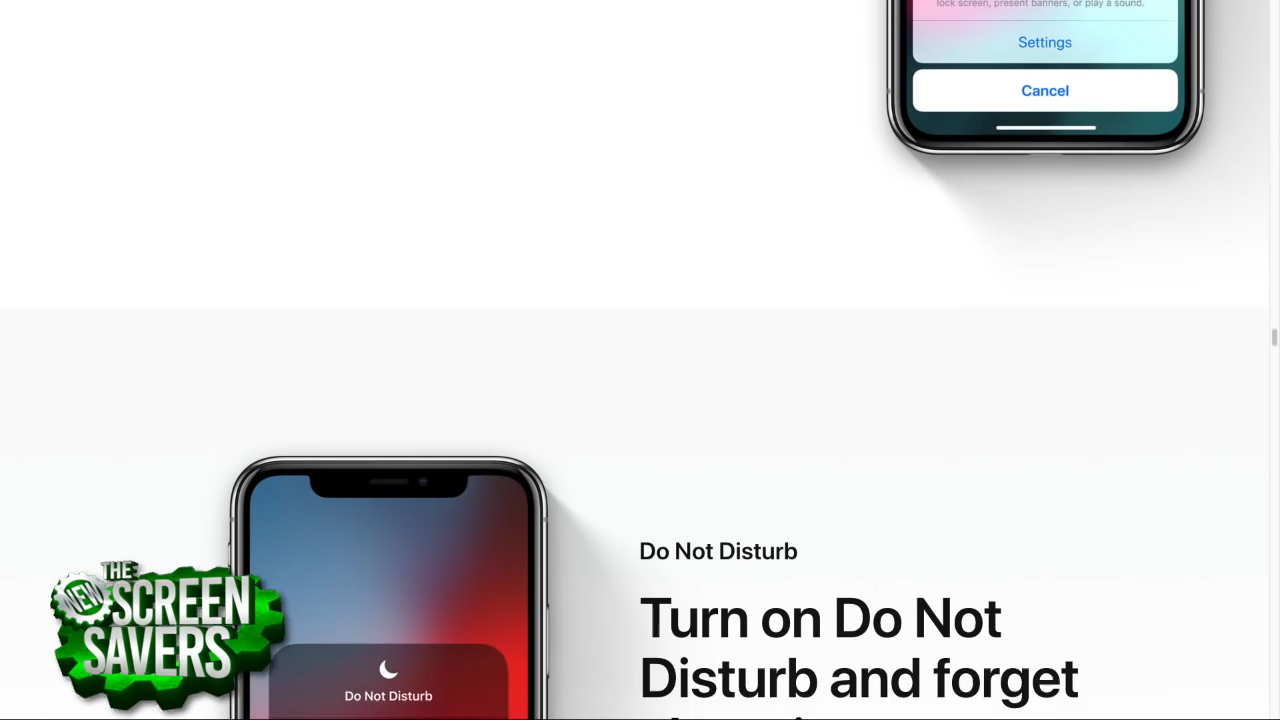 lock screen, present banners, or play a sound.
Settings
Cancel
Do Not Disturb
Turn on Do Not
Disturb and forget
Do Not Disturb
THE
NEW
SCREEN
SAVERS